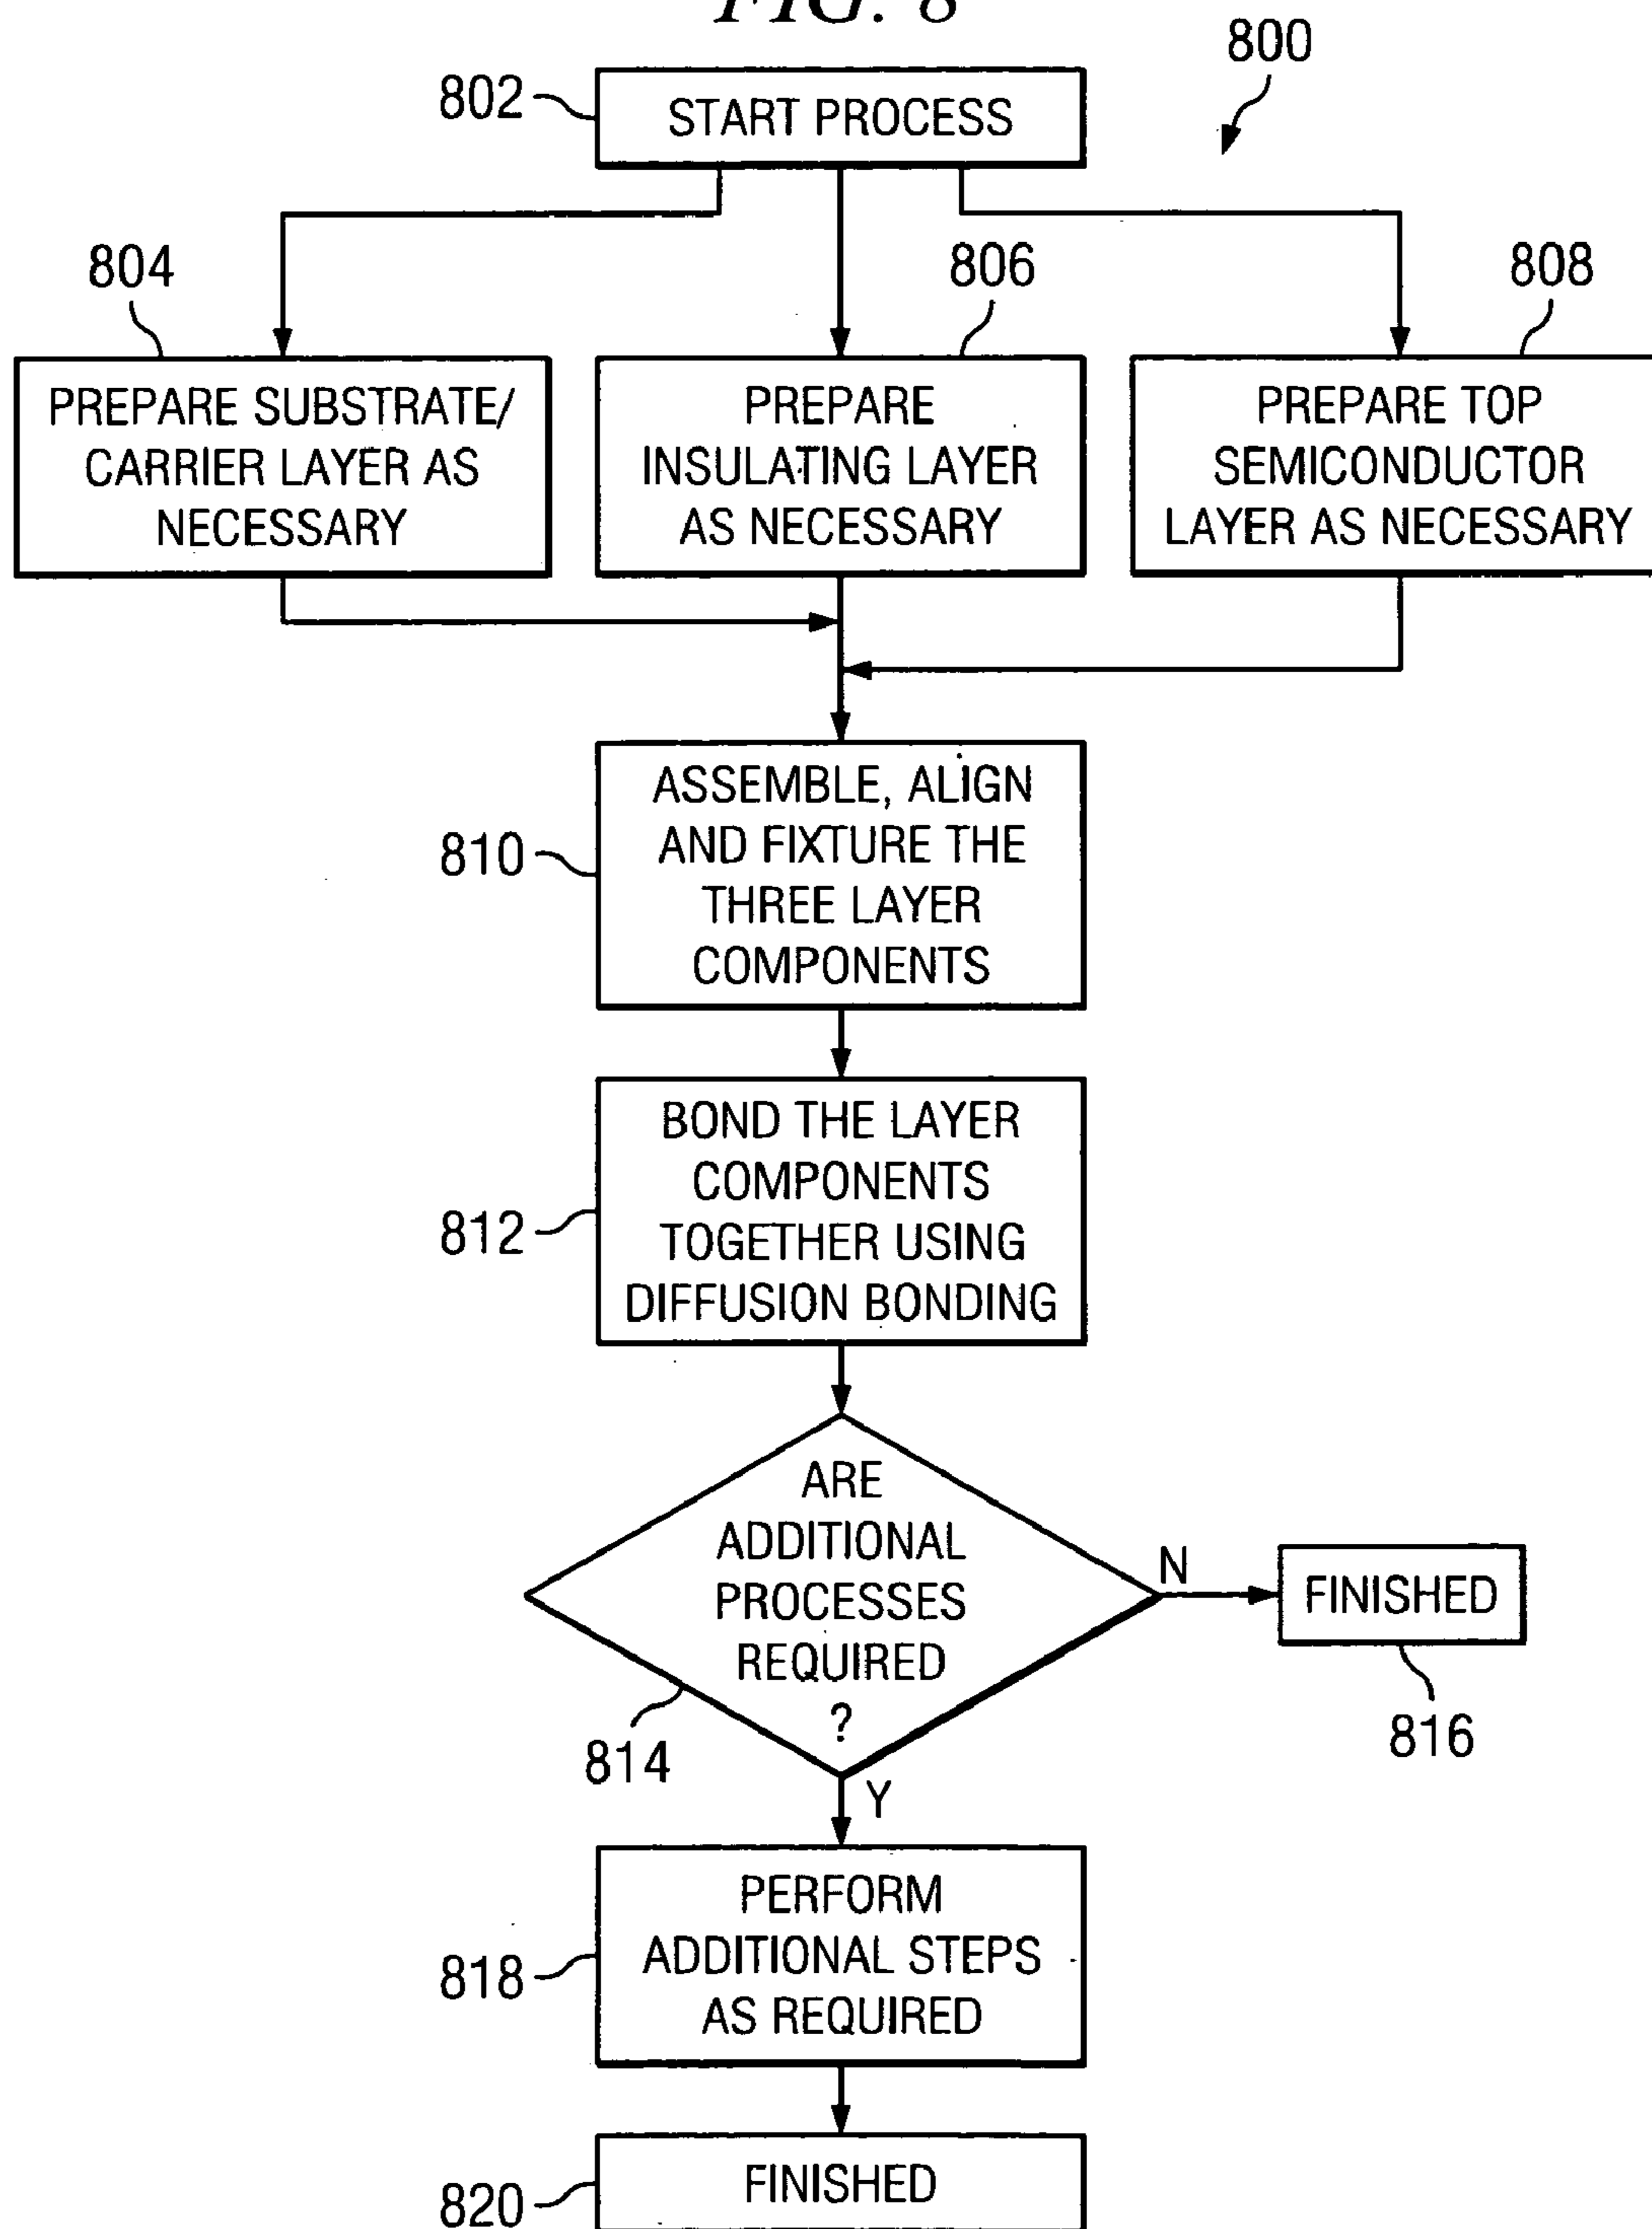 FIG. 8
800
802
START PROCESS
804
806
808
PREPARE SUBSTRATE/
CARRIER LAYER AS
NECESSARY
PREPARE
INSULATING LAYER
AS NECESSARY
PREPARE TOP
SEMICONDUCTOR
LAYER AS NECESSARY
810
ASSEMBLE, ALIGN
AND FIXTURE THE
THREE LAYER
COMPONENTS
812
BOND THE LAYER
COMPONENTS
TOGETHER USING
DIFFUSION BONDING
ARE
ADDITIONAL
PROCESSES
REQUIRED
?
814
N
FINISHED
816
Y
818
PERFORM
ADDITIONAL STEPS
AS REQUIRED
820
FINISHED